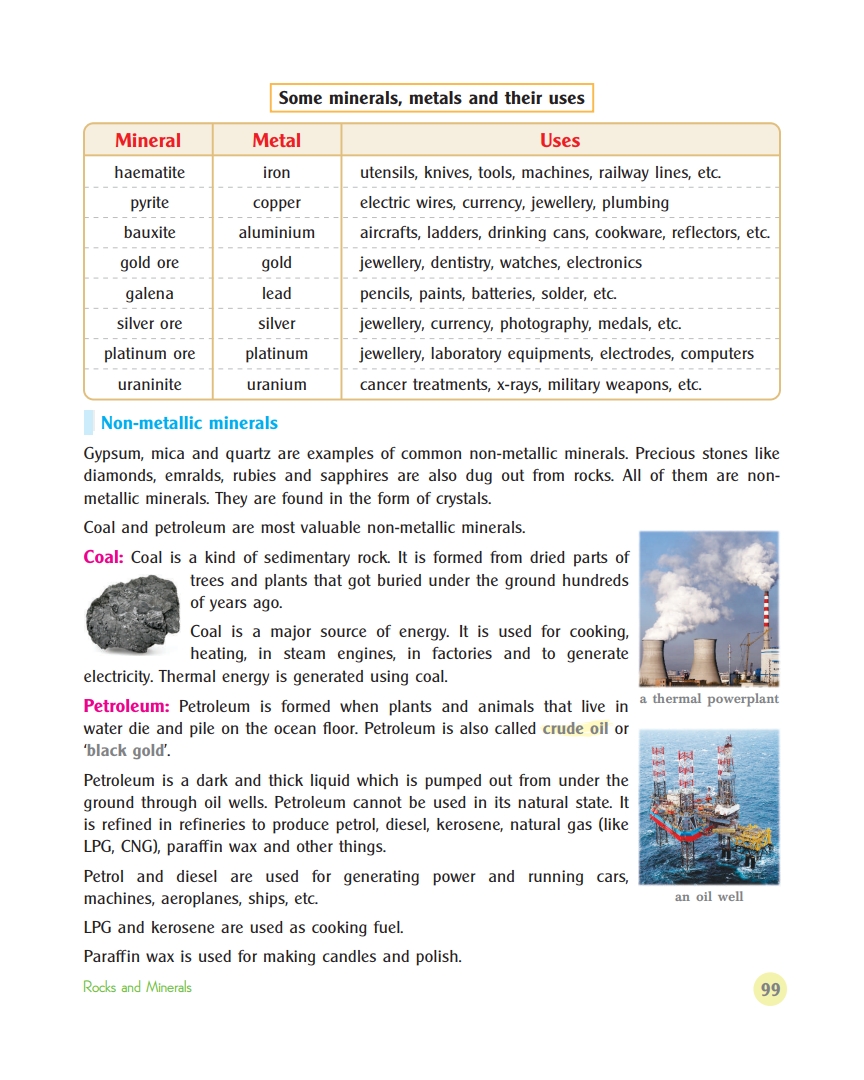 Some minerals, metals and their uses
Mineral Metal Uses
haematite iron utensils, knives, tools, machines, railway lines, etc.
pyrite copper electric wires, currency, jewellery, plumbing
bauxite aluminium aircrafts, ladders, drinking cans, cookware, reflectors, etc.
gold ore gold jewellery, dentistry, watches, electronics
galena lead pencils, paints, batteries, solder, etc.
silver ore silver jewellery, currency, photography, medals, etc.
platinum ore platinum jewellery, laboratory equipments, electrodes, computers
uraninite uranium cancer treatments, x-rays, military weapons, etc.
Non-metallic minerals
Gypsum, mica and quartz are examples of common non-metallic minerals. Precious stones like
diamonds, emralds, rubies and sapphires are also dug out from rocks. All of them are non-
metallic minerals. They are found in the form of crystals.
Coal and petroleum are most valuable non-metallic minerals.
Coal: Coal is a kind of sedimentary rock. It is formed from dried parts of
trees and plants that got buried under the ground hundreds
of years ago.
Coal is a major source of energy. It is used for cooking,
heating, in steam engines, in factories and to generate
electricity. Thermal energy is generated using coal.
a thermal powerplant
Petroleum: Petroleum is formed when plants and animals that live in
water die and pile on the ocean floor. Petroleum is also called crude oil or
‘black gold’.
Petroleum is a dark and thick liquid which is pumped out from under the
ground through oil wells. Petroleum cannot be used in its natural state. It
is refined in refineries to produce petrol, diesel, kerosene, natural gas (like
LPG, CNG), paraffin wax and other things.
Petrol and diesel are used for generating power and running cars,
machines, aeroplanes, ships, etc.
an oil well
LPG and kerosene are used as cooking fuel.
Paraffin wax is used for making candles and polish.
Rocks and Minerals
99